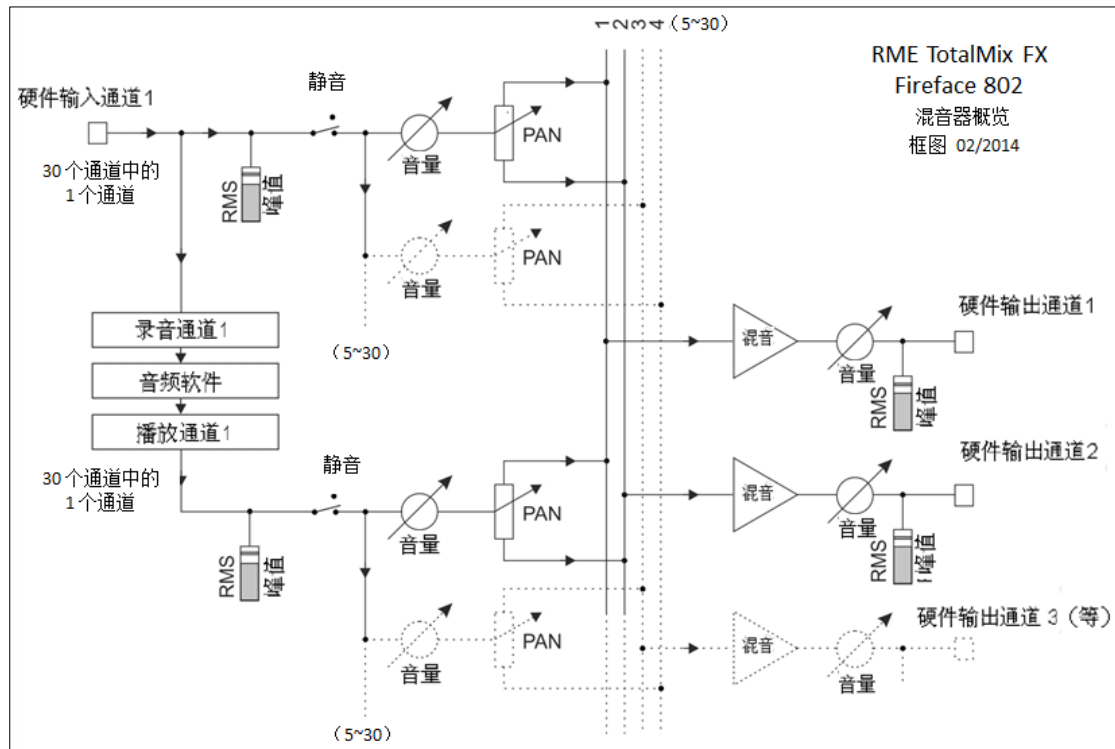 1
2
3
4
(5~30)
RME TotalMix FX
Fireface 802
混音器概览
框图 02/2014
硬件输入通道1
静音
PAN
音量
30个通道中的
1个通道
RMS
峰值
PAN
音量
硬件输出通道1
混音
音量
RMS
峰值
录音通道1
(5~30)
音频软件
播放通道1
硬件输出通道2
30个通道中的
1个通道
静音
PAN
音量
混音
音量
RMS
峰值
RMS
峰值
硬件输出通道 3(等)
PAN
音量
混音
音量
(5~30)